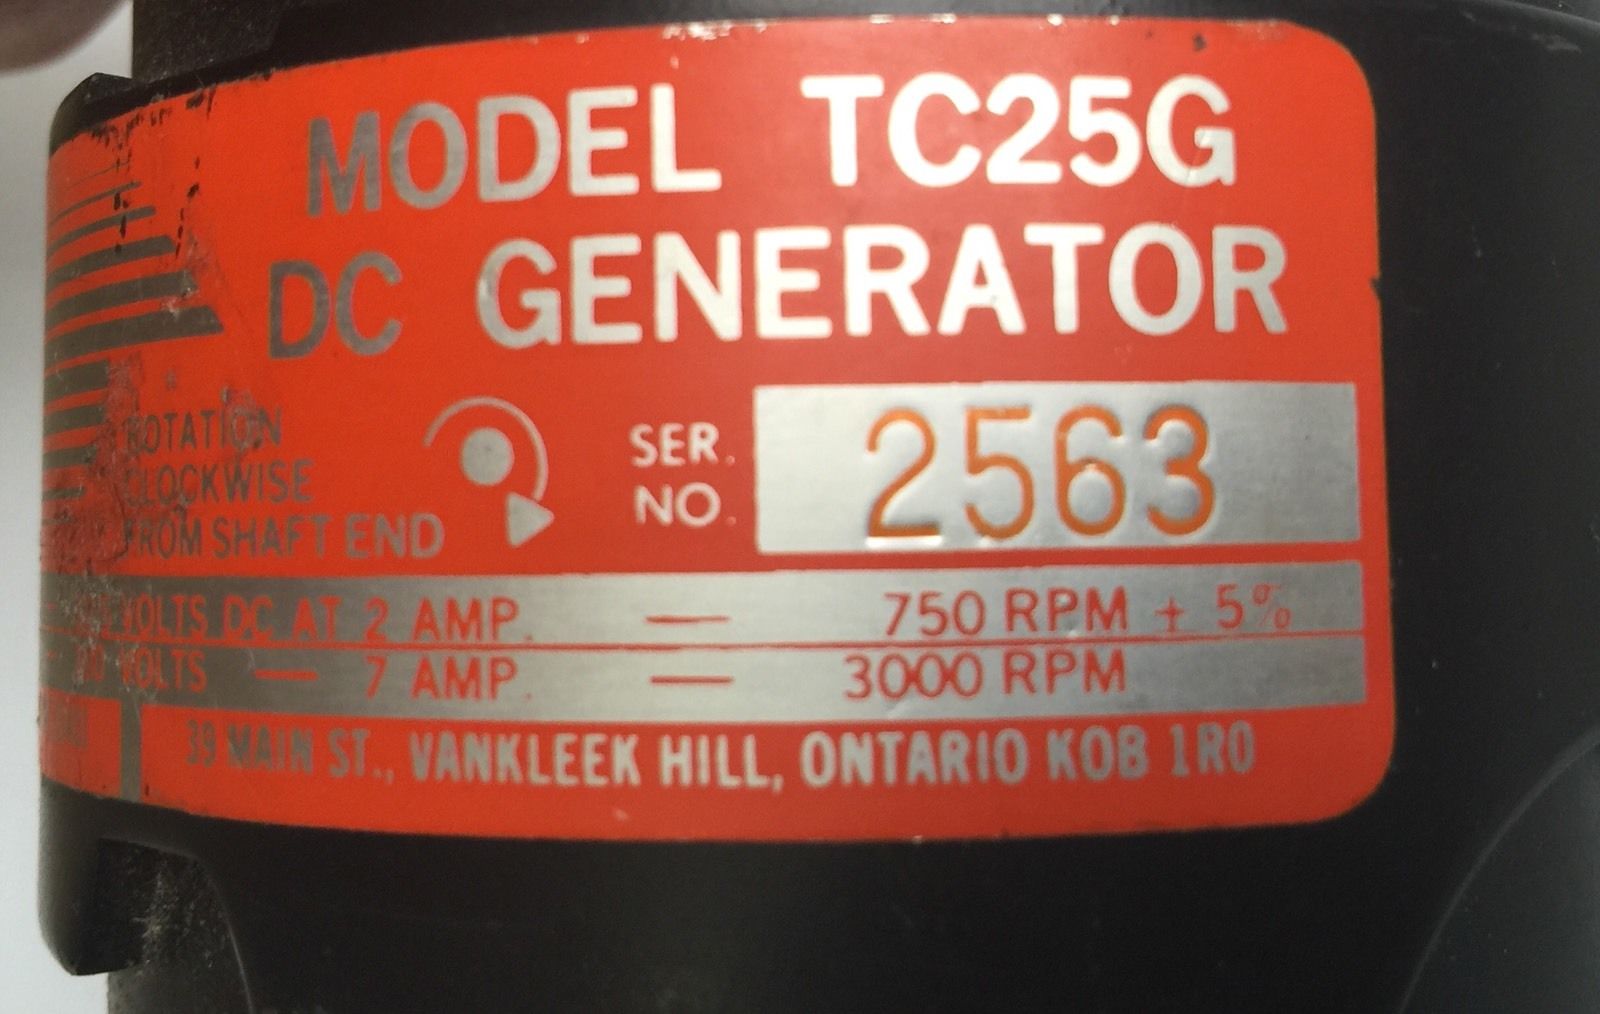 MODEL TC25G
DC GENERATOR
ROTATION
CLOCKWISE
FROM SHAFT END
SER.
NO.
2563
VOLTS DC AT 2 AMP. — 750 RPM ± 5%
VOLTS — 7 AMP. — 3000 RPM
39 MAIN ST., VANKLEEK HILL, ONTARIO K0B 1R0